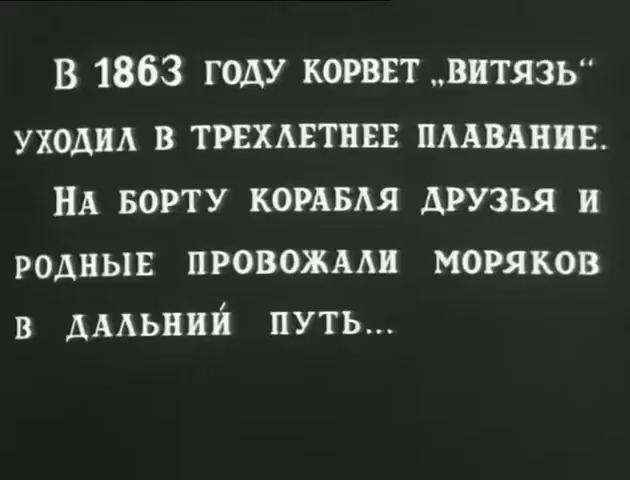 В 1863 ГОДУ КОРВЕТ „ВИТЯЗЬ“
УХОДИЛ В ТРЕХЛЕТНЕЕ ПЛАВАНИЕ.
НА БОРТУ КОРАБЛЯ ДРУЗЬЯ И
РОДНЫЕ ПРОВОЖАЛИ МОРЯКОВ
В ДАЛЬНИЙ ПУТЬ...